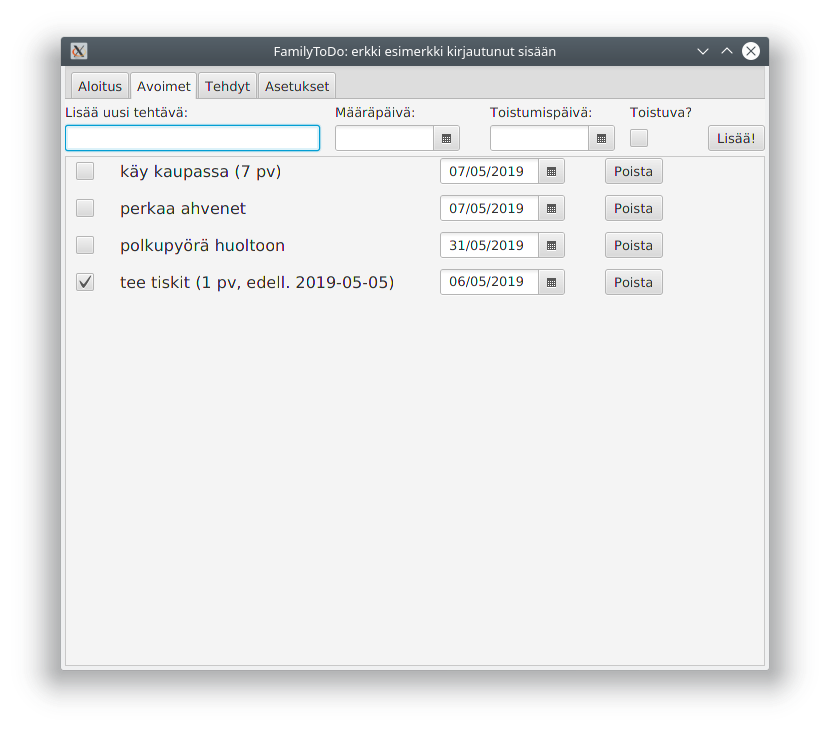 FamilyToDo: erkki esimerkki kirjautunut sisään
Aloitus Avoimet Tehdyt Asetukset
Lisää uusi tehtävä: Määräpäivä: Toistumispäivä: Toistuva?
Lisää!
käy kaupassa (7 pv) 07/05/2019 Poista
perkaa ahvenet 07/05/2019 Poista
polkupyörä huoltoon 31/05/2019 Poista
tee tiskit (1 pv, edell. 2019-05-05) 06/05/2019 Poista